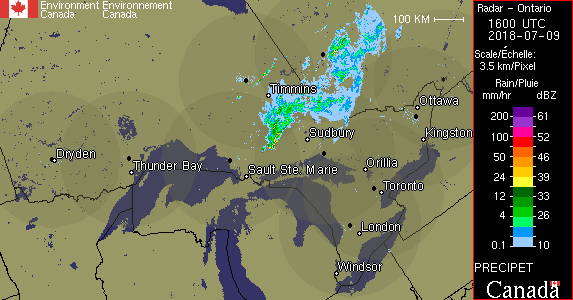 Environment Environnement
Canada Canada
100 KM
Timmins
Ottawa
Sudbury
Kingston
Dryden
Thunder Bay
Sault Ste. Marie
Orillia
Toronto
London
Windsor
Radar - Ontario
1600 UTC
2018-07-09
Scale/Échelle:
3.5 km/Pixel
Rain/Pluie
mm/hr dBZ
200 61
100 52
50 46
24 39
12 33
4 26
0.1 10
PRECIPET
Canada